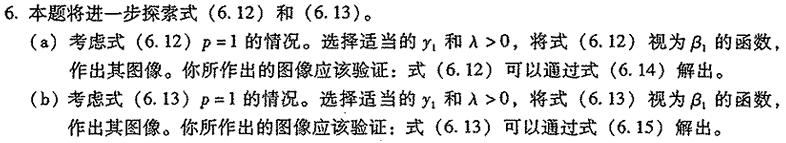 6. 本题将进一步探索式（6.12）和（6.13）。
(a) 考虑式（6.12）p=1 的情况。选择适当的 y₁ 和 λ>0，将式（6.12）视为 β₁ 的函数，
作出其图像。你所作出的图像应该验证：式（6.12）可以通过式（6.14）解出。
(b) 考虑式（6.13）p=1 的情况。选择适当的 y₁ 和 λ>0，将式（6.13）视为 β₁ 的函数，
作出其图像。你所作出的图像应该验证：式（6.13）可以通过式（6.15）解出。